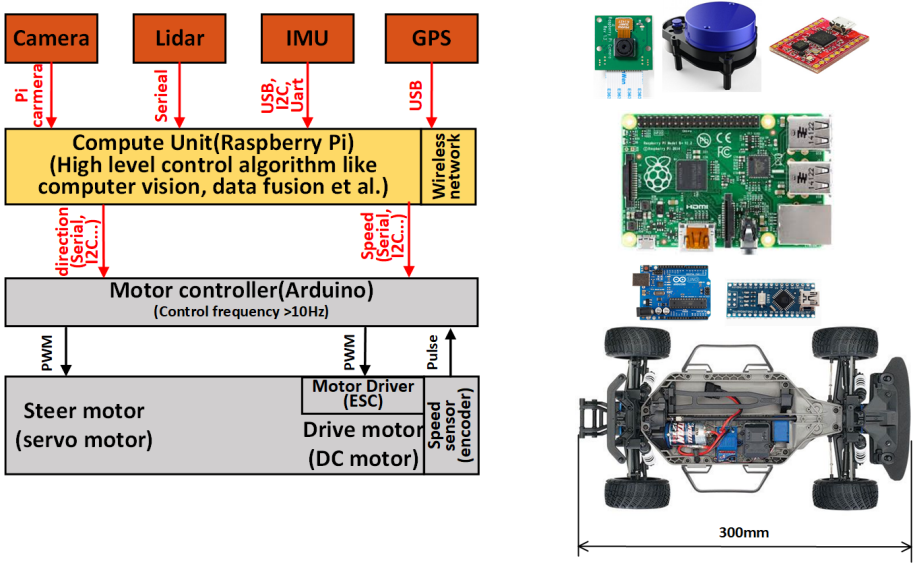 Camera
Lidar
IMU
GPS
Pi
carmera
Serieal
USB,
I2C,
Uart
USB
Compute Unit(Raspberry Pi)
(High level control algorithm like
computer vision, data fusion et al.)
Wireless
network
direction
(Serial,
I2C...)
Speed
(Serial,
I2C...)
Motor controller(Arduino)
(Control frequency >10Hz)
PWM
PWM
Pulse
Steer motor
(servo motor)
Motor Driver
(ESC)
Drive motor
(DC motor)
Speed
sensor
(encoder)
HDMI
300mm